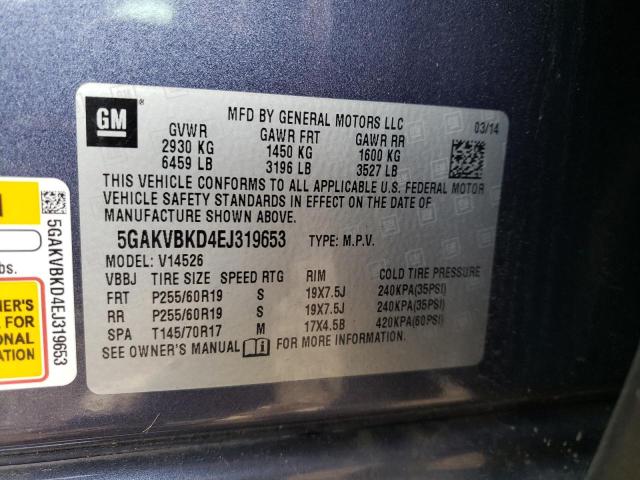 GM
MFD BY GENERAL MOTORS LLC
03/14
GVWR GAWR FRT GAWR RR
2930 KG 1450 KG 1600 KG
6459 LB 3196 LB 3527 LB
THIS VEHICLE CONFORMS TO ALL APPLICABLE U.S. FEDERAL MOTOR
VEHICLE SAFETY STANDARDS IN EFFECT ON THE DATE OF
MANUFACTURE SHOWN ABOVE.
5GAKVBKD4EJ319653 TYPE: M.P.V.
MODEL: V14526
VBBJ TIRE SIZE SPEED RTG RIM COLD TIRE PRESSURE
FRT P255/60R19 S 19X7.5J 240KPA(35PSI)
RR P255/60R19 S 19X7.5J 240KPA(35PSI)
SPA T145/70R17 M 17X4.5B 420KPA(60PSI)
SEE OWNER'S MANUAL FOR MORE INFORMATION.
5GAKVBKD4EJ319653
bs.